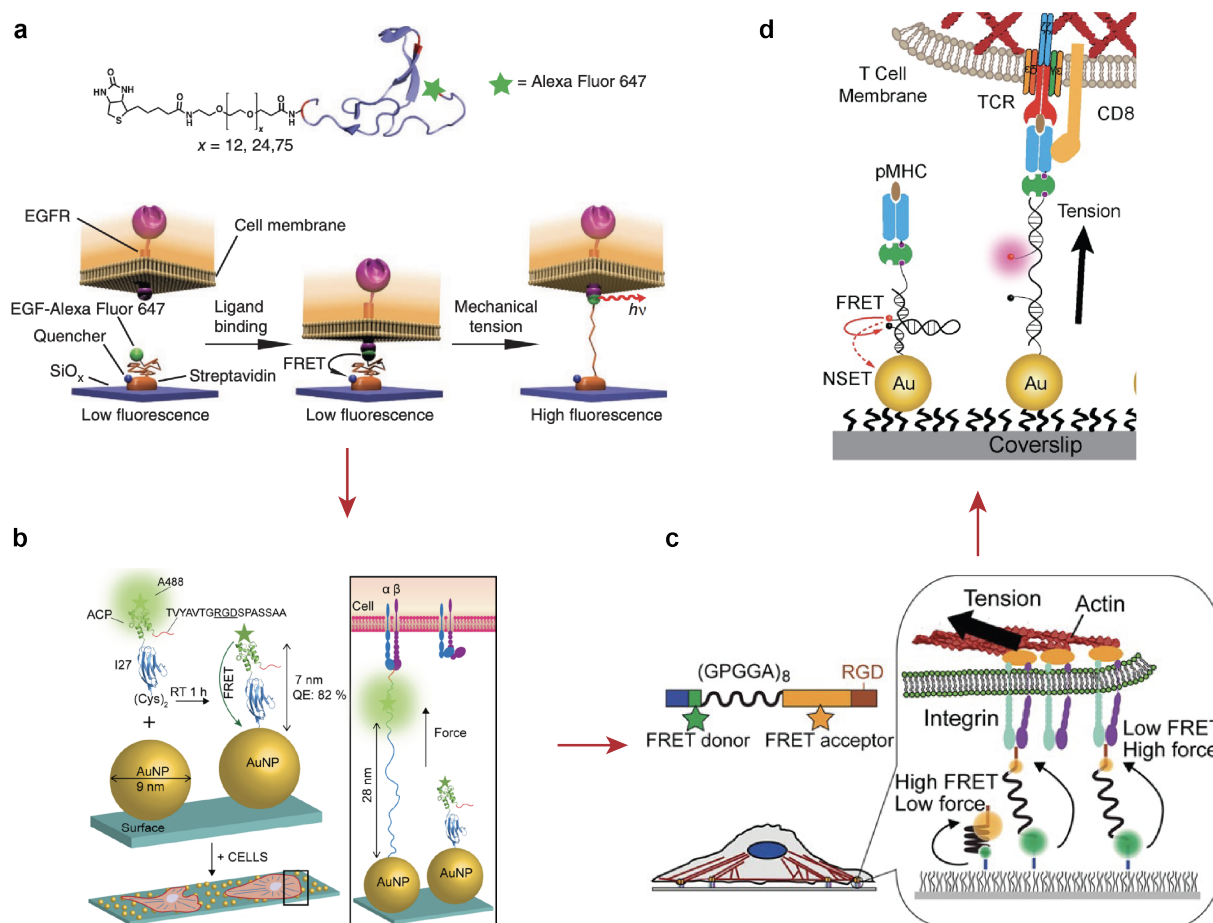 a
O
HN
NH
S
O
N
H
O
O
x
O
N
H
x = 12, 24,75
= Alexa Fluor 647
EGFR
Cell membrane
EGF-Alexa Fluor 647
Quencher
SiOx
Streptavidin
Ligand
binding
FRET
Mechanical
tension
hν
Low fluorescence
Low fluorescence
High fluorescence
d
T Cell
Membrane
TCR
CD8
pMHC
Tension
FRET
NSET
Au
Au
Coverslip
b
A488
ACP
TVYAVTGRGDSPASSAA
I27
(Cys)2
RT 1 h
FRET
7 nm
QE: 82 %
+
AuNP
9 nm
AuNP
Surface
+ CELLS
α β
Cell
Force
28 nm
AuNP
AuNP
c
(GPGGA)8
RGD
FRET donor
FRET acceptor
Tension
Actin
Integrin
Low FRET
High force
High FRET
Low force